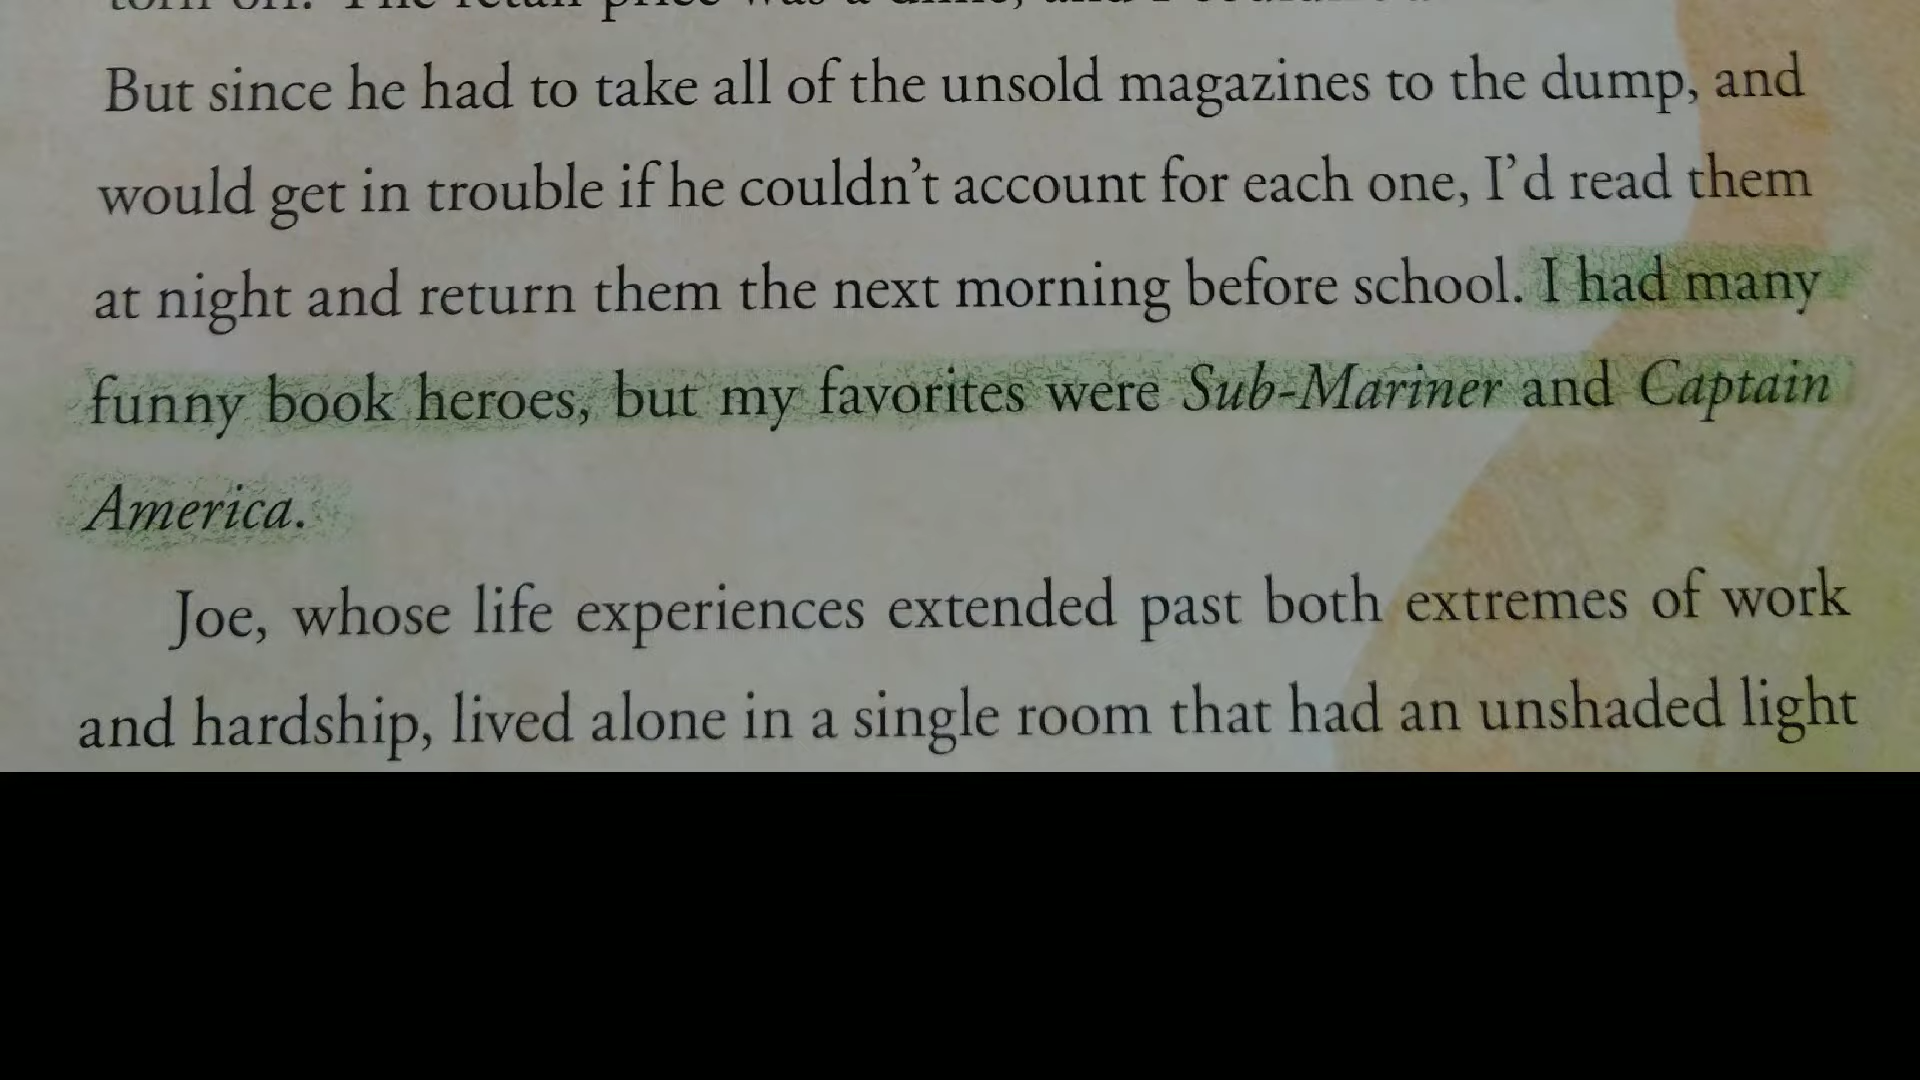 But since he had to take all of the unsold magazines to the dump, and
would get in trouble if he couldn’t account for each one, I’d read them
at night and return them the next morning before school. I had many
funny book heroes, but my favorites were Sub-Mariner and Captain
America.
Joe, whose life experiences extended past both extremes of work
and hardship, lived alone in a single room that had an unshaded light